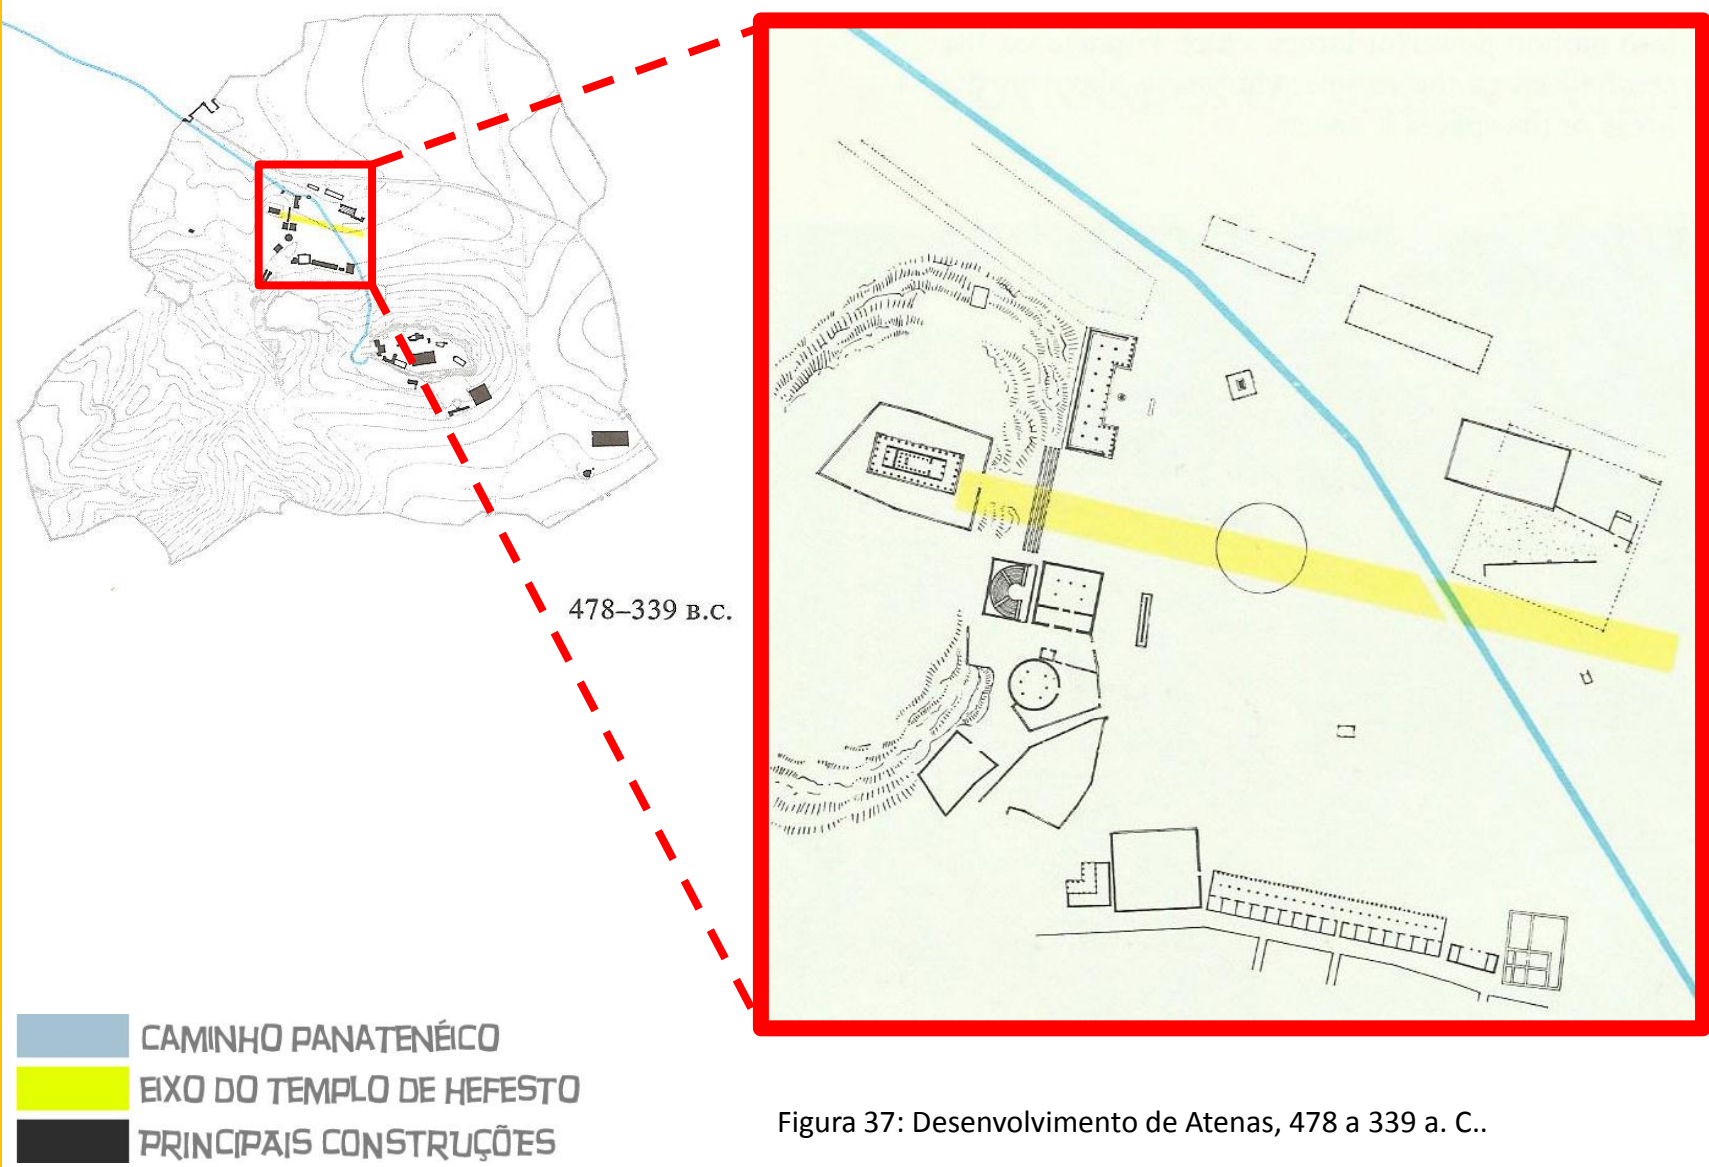 478–339 B.C.
CAMINHO PANATENÉICO
EIXO DO TEMPLO DE HEFESTO
PRINCIPAIS CONSTRUÇÕES
Figura 37: Desenvolvimento de Atenas, 478 a 339 a. C..